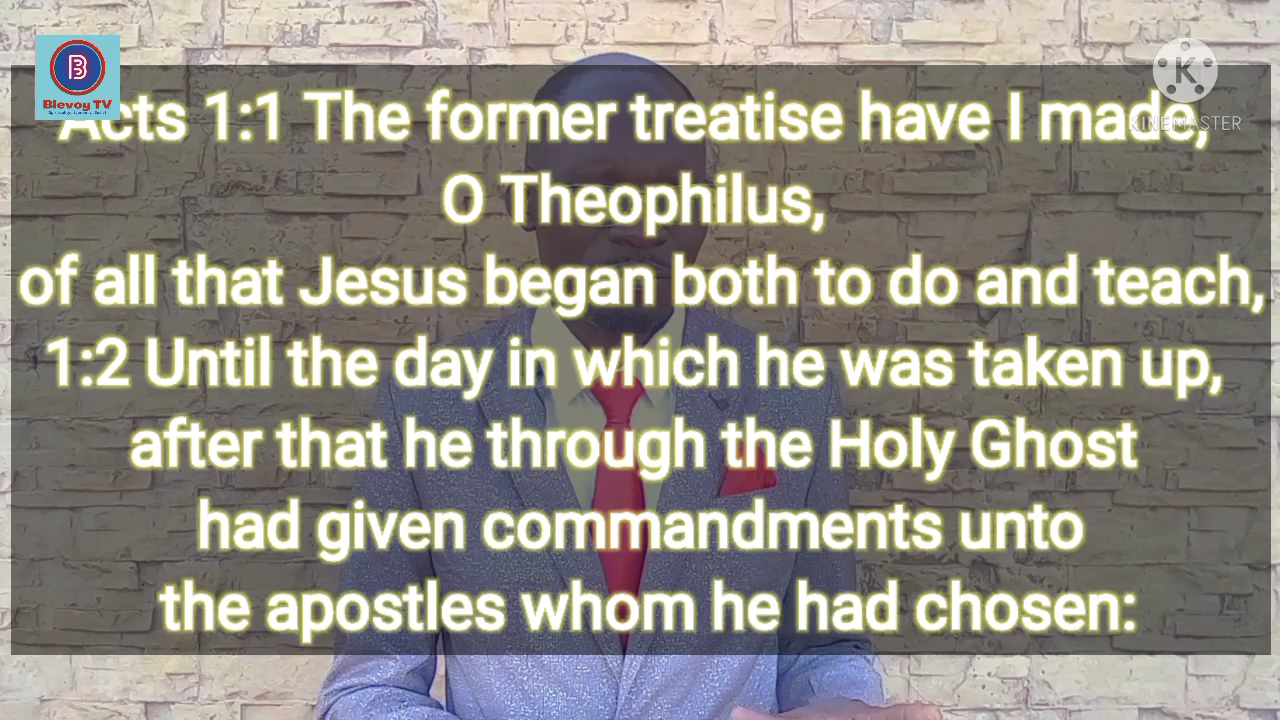 Blevoy TV
KINEMASTER
Acts 1:1 The former treatise have I made,
O Theophilus,
of all that Jesus began both to do and teach,
1:2 Until the day in which he was taken up,
after that he through the Holy Ghost
had given commandments unto
the apostles whom he had chosen: